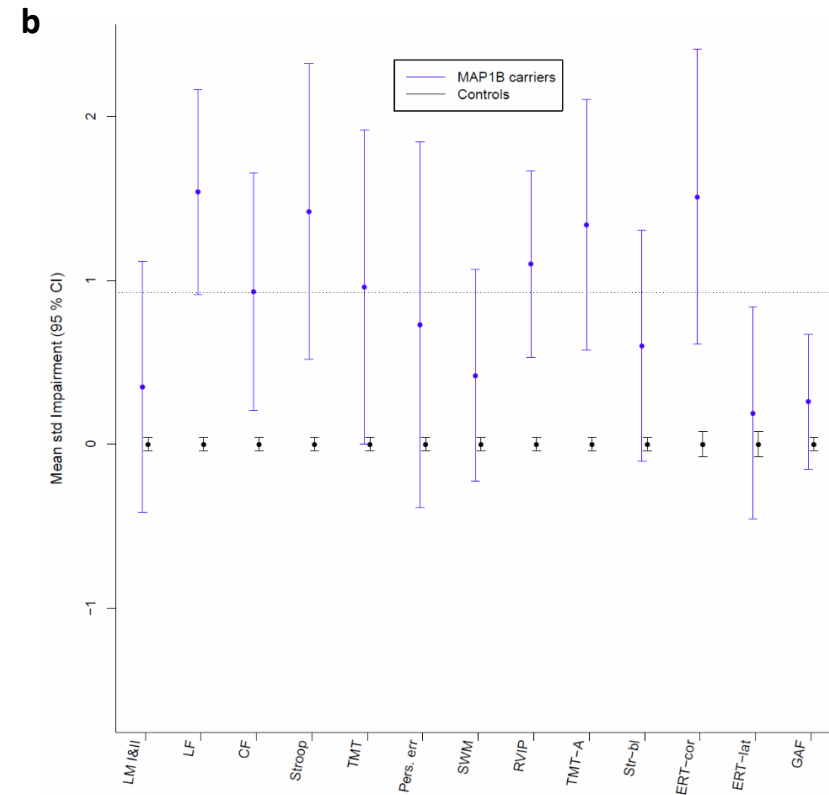 b
MAP1B carriers
Controls
Mean std Impairment (95 % CI)
2
1
0
−1
LM I&II
LF
CF
Stroop
TMT
Pers. err
SWM
RVIP
TMT−A
Str−bl
ERT−cor
ERT−lat
GAF